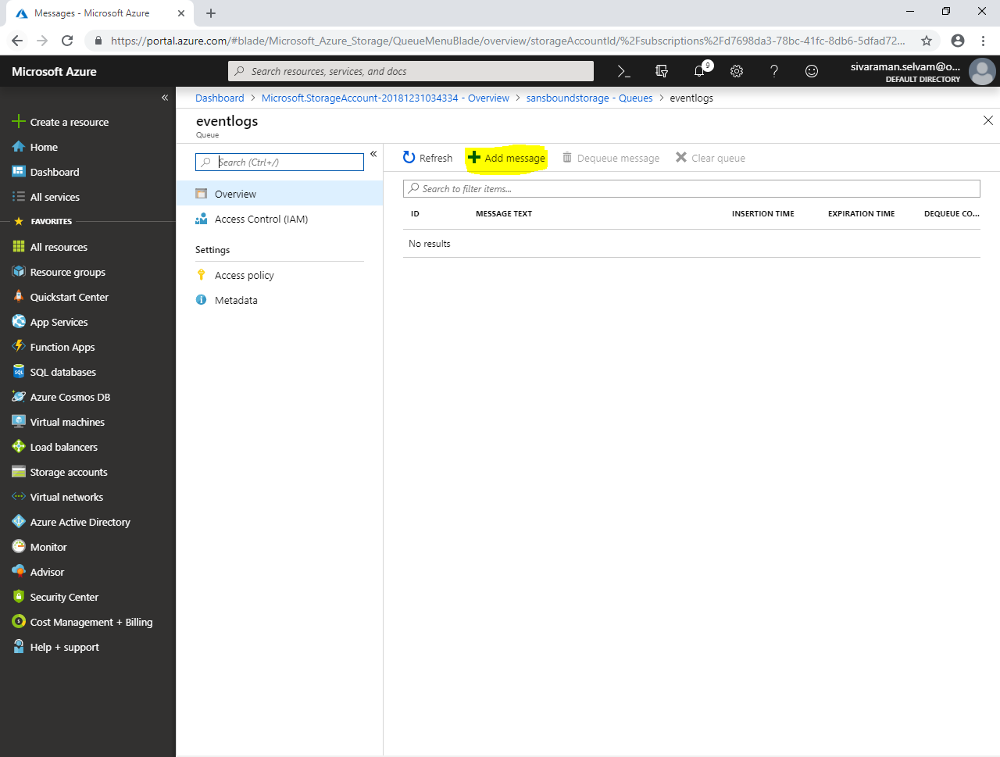 Messages - Microsoft Azure
https://portal.azure.com/#blade/Microsoft_Azure_Storage/QueueMenuBlade/overview/storageAccountId/%2Fsubscriptions%2Fd7698da3-78bc-41fc-8db6-5dfad72...
Microsoft Azure
Search resources, services, and docs
9
sivaraman.selvam@o...
DEFAULT DIRECTORY
Dashboard > Microsoft.StorageAccount-20181231034334 - Overview > sansboundstorage - Queues > eventlogs
eventlogs
Queue
Create a resource
Home
Dashboard
All services
FAVORITES
All resources
Resource groups
Quickstart Center
App Services
Function Apps
SQL databases
Azure Cosmos DB
Virtual machines
Load balancers
Storage accounts
Virtual networks
Azure Active Directory
Monitor
Advisor
Security Center
Cost Management + Billing
Help + support
Search (Ctrl+/)
Overview
Access Control (IAM)
Settings
Access policy
Metadata
Refresh Add message Dequeue message Clear queue
Search to filter items...
ID MESSAGE TEXT INSERTION TIME EXPIRATION TIME DEQUEUE CO...
No results